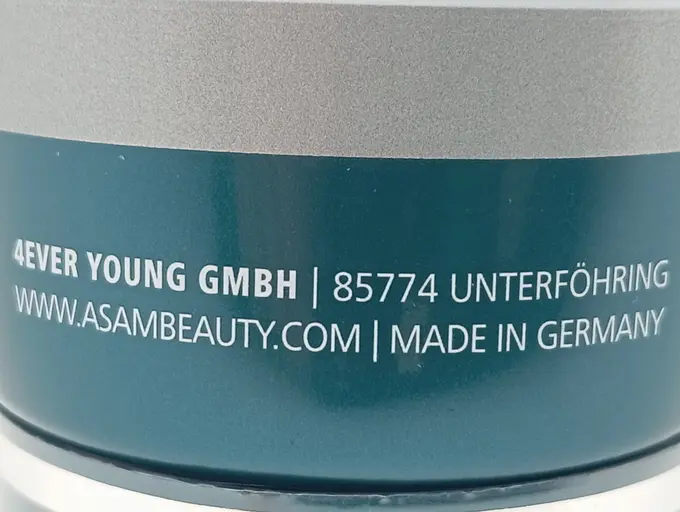 4EVER YOUNG GMBH | 85774 UNTERFÖHRING
WWW.ASAMBEAUTY.COM | MADE IN GERMANY